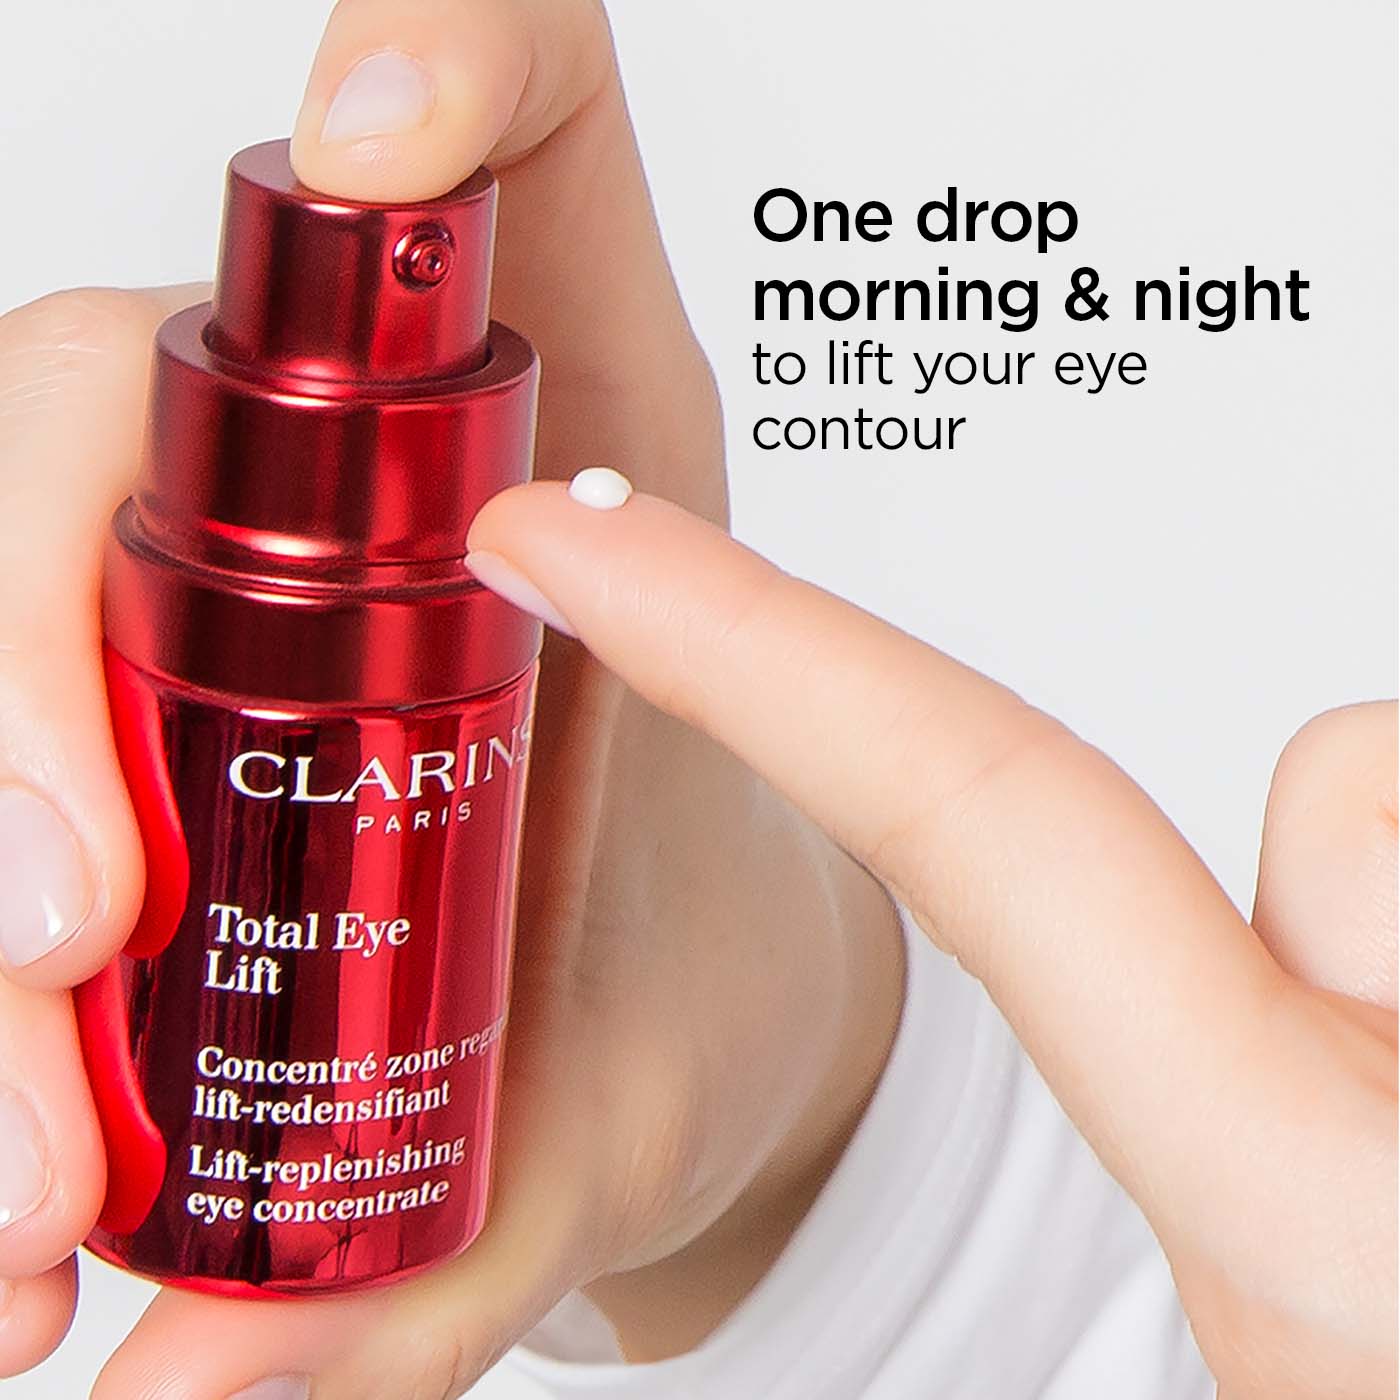 One drop
morning & night
to lift your eye
contour
CLARINS
PARIS
Total Eye
Lift
Concentré zone
lift-redensifiant
Lift-replenishing
eye concentrate